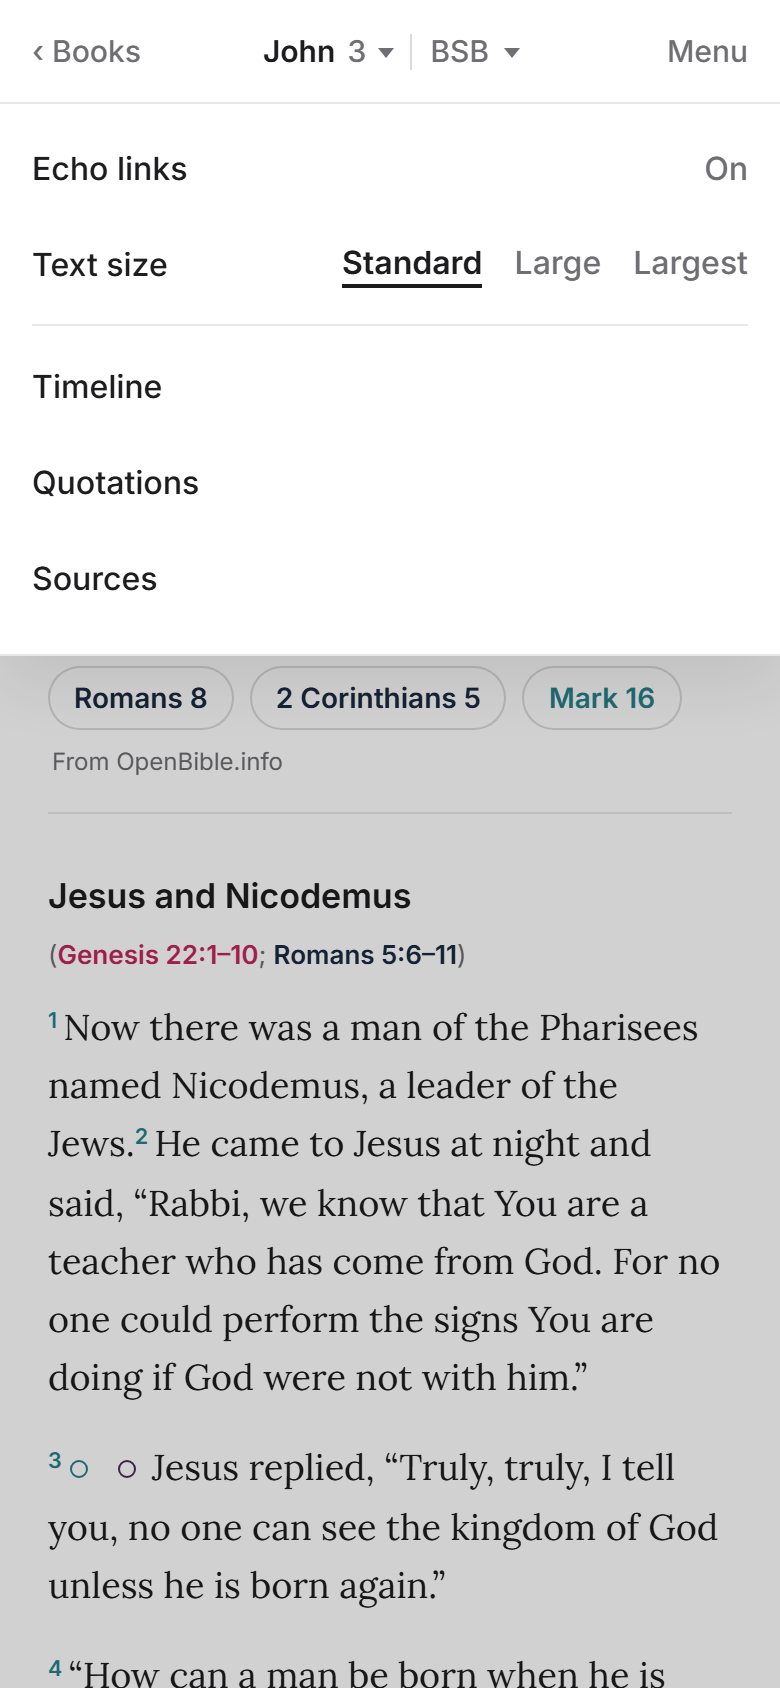 ‹ Books John 3 BSB Menu
Echo links On
Text size Standard Large Largest
Timeline
Quotations
Sources
Romans 8 2 Corinthians 5 Mark 16
From OpenBible.info
Jesus and Nicodemus
(Genesis 22:1–10; Romans 5:6–11)
1 Now there was a man of the Pharisees
named Nicodemus, a leader of the
Jews. 2 He came to Jesus at night and
said, “Rabbi, we know that You are a
teacher who has come from God. For no
one could perform the signs You are
doing if God were not with him.”
3 Jesus replied, “Truly, truly, I tell
you, no one can see the kingdom of God
unless he is born again.”
4 “How can a man be born when he is